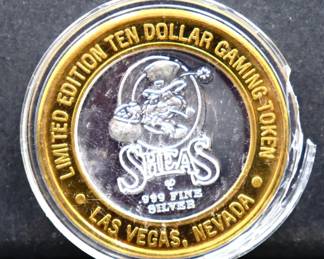 LIMITED EDITION TEN DOLLAR GAMING TOKEN
SHEAS
.999 FINE
SILVER
• LAS VEGAS, NEVADA •